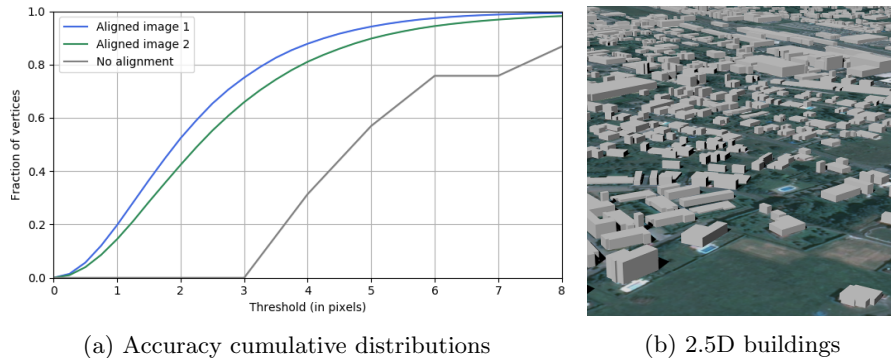 Aligned image 1
Aligned image 2
No alignment
Fraction of vertices
1.0
0.8
0.6
0.4
0.2
0.0
0 1 2 3 4 5 6 7 8
Threshold (in pixels)
(a) Accuracy cumulative distributions
(b) 2.5D buildings